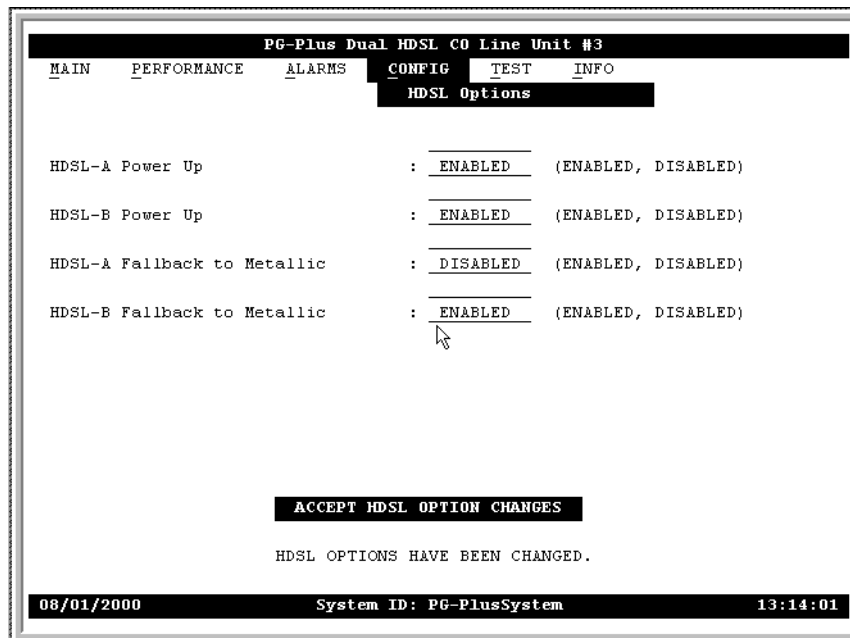 PG-Plus Dual HDSL CO Line Unit #3
MAIN PERFORMANCE ALARMS CONFIG TEST INFO
HDSL Options
HDSL-A Power Up : ENABLED (ENABLED, DISABLED)
HDSL-B Power Up : ENABLED (ENABLED, DISABLED)
HDSL-A Fallback to Metallic : DISABLED (ENABLED, DISABLED)
HDSL-B Fallback to Metallic : ENABLED (ENABLED, DISABLED)
ACCEPT HDSL OPTION CHANGES
HDSL OPTIONS HAVE BEEN CHANGED.
08/01/2000 System ID: PG-PlusSystem 13:14:01